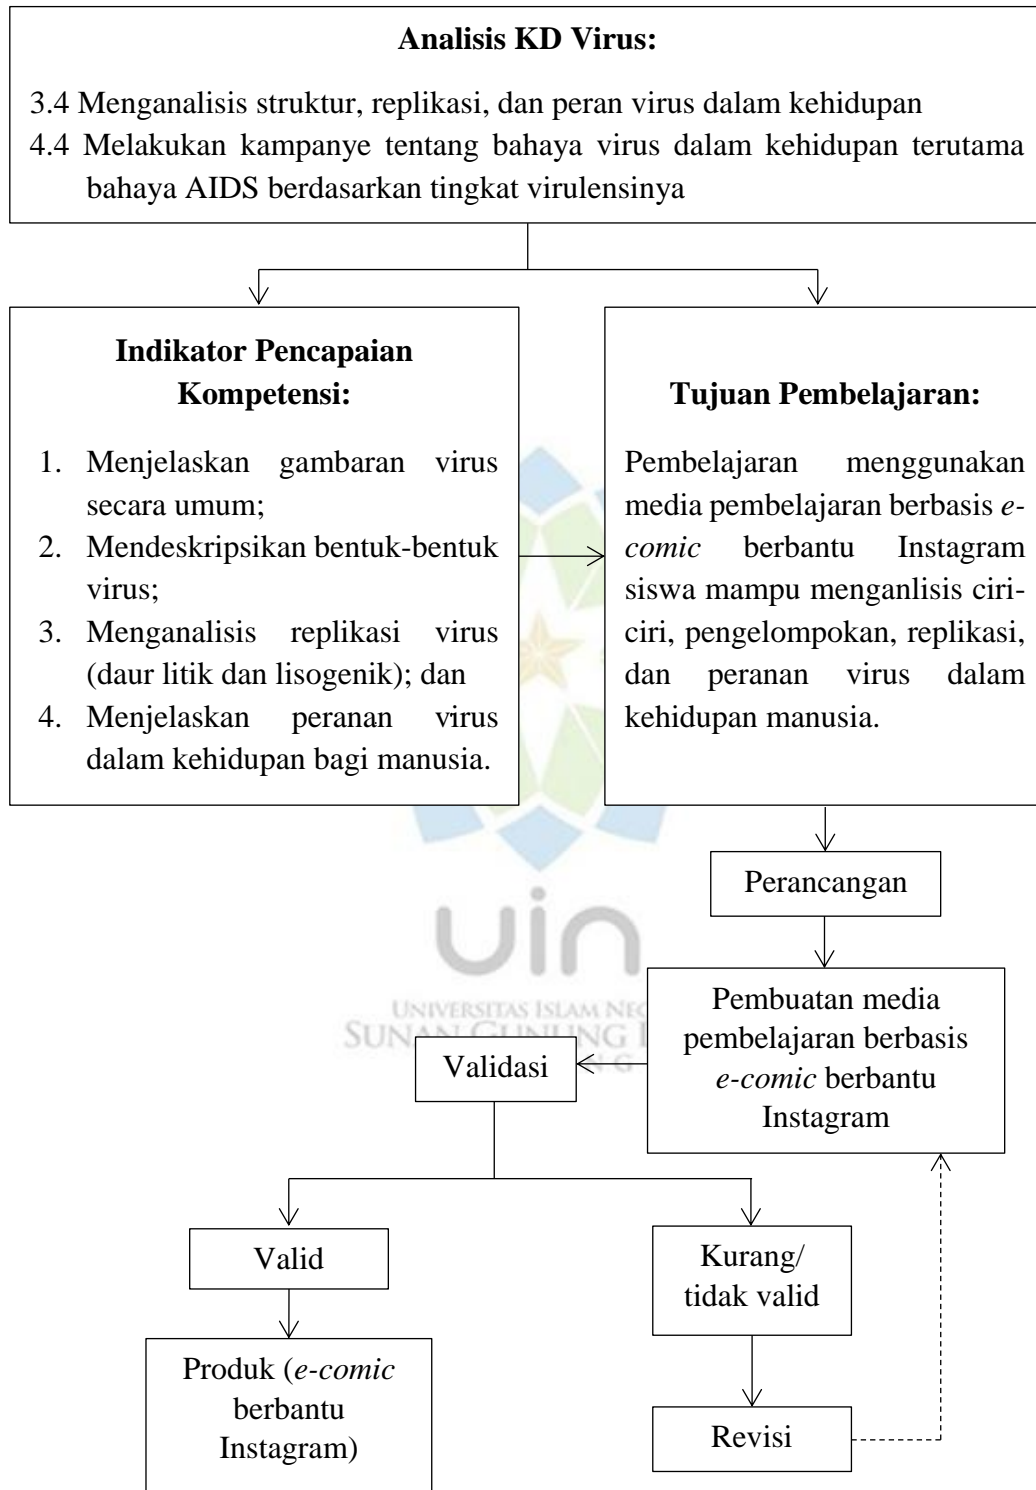 Analisis KD Virus:
3.4 Menganalisis struktur, replikasi, dan peran virus dalam kehidupan
4.4 Melakukan kampanye tentang bahaya virus dalam kehidupan terutama
bahaya AIDS berdasarkan tingkat virulensinya
Indikator Pencapaian
Kompetensi:
1. Menjelaskan gambaran virus
secara umum;
2. Mendeskripsikan bentuk-bentuk
virus;
3. Menganalisis replikasi virus
(daur litik dan lisogenik); dan
4. Menjelaskan peranan virus
dalam kehidupan bagi manusia.
Tujuan Pembelajaran:
Pembelajaran menggunakan
media pembelajaran berbasis e-
comic berbantu Instagram
siswa mampu menganlisis ciri-
ciri, pengelompokan, replikasi,
dan peranan virus dalam
kehidupan manusia.
Perancangan
uin
UNIVERSITAS ISLAM
SUNAN GUNUNG
Pembuatan media
pembelajaran berbasis
e-comic berbantu
Instagram
Validasi
Valid
Kurang/
tidak valid
Produk (e-comic
berbantu
Instagram)
Revisi